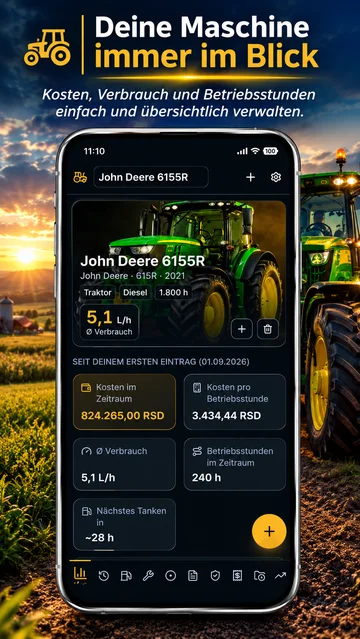 Deine Maschine
immer im Blick
Kosten, Verbrauch und Betriebsstunden
einfach und übersichtlich verwalten.
11:10
100
John Deere 6155R
John Deere 6155R
John Deere · 615R · 2021
Traktor Diesel 1.800 h
5,1 L/h
Ø Verbrauch
SEIT DEINEM ERSTEN EINTRAG (01.09.2026)
Kosten im
Zeitraum
824.265,00 RSD
Kosten pro
Betriebsstunde
3.434,44 RSD
Ø Verbrauch
5,1 L/h
Betriebsstunden
im Zeitraum
240 h
Nächstes Tanken
in
~28 h